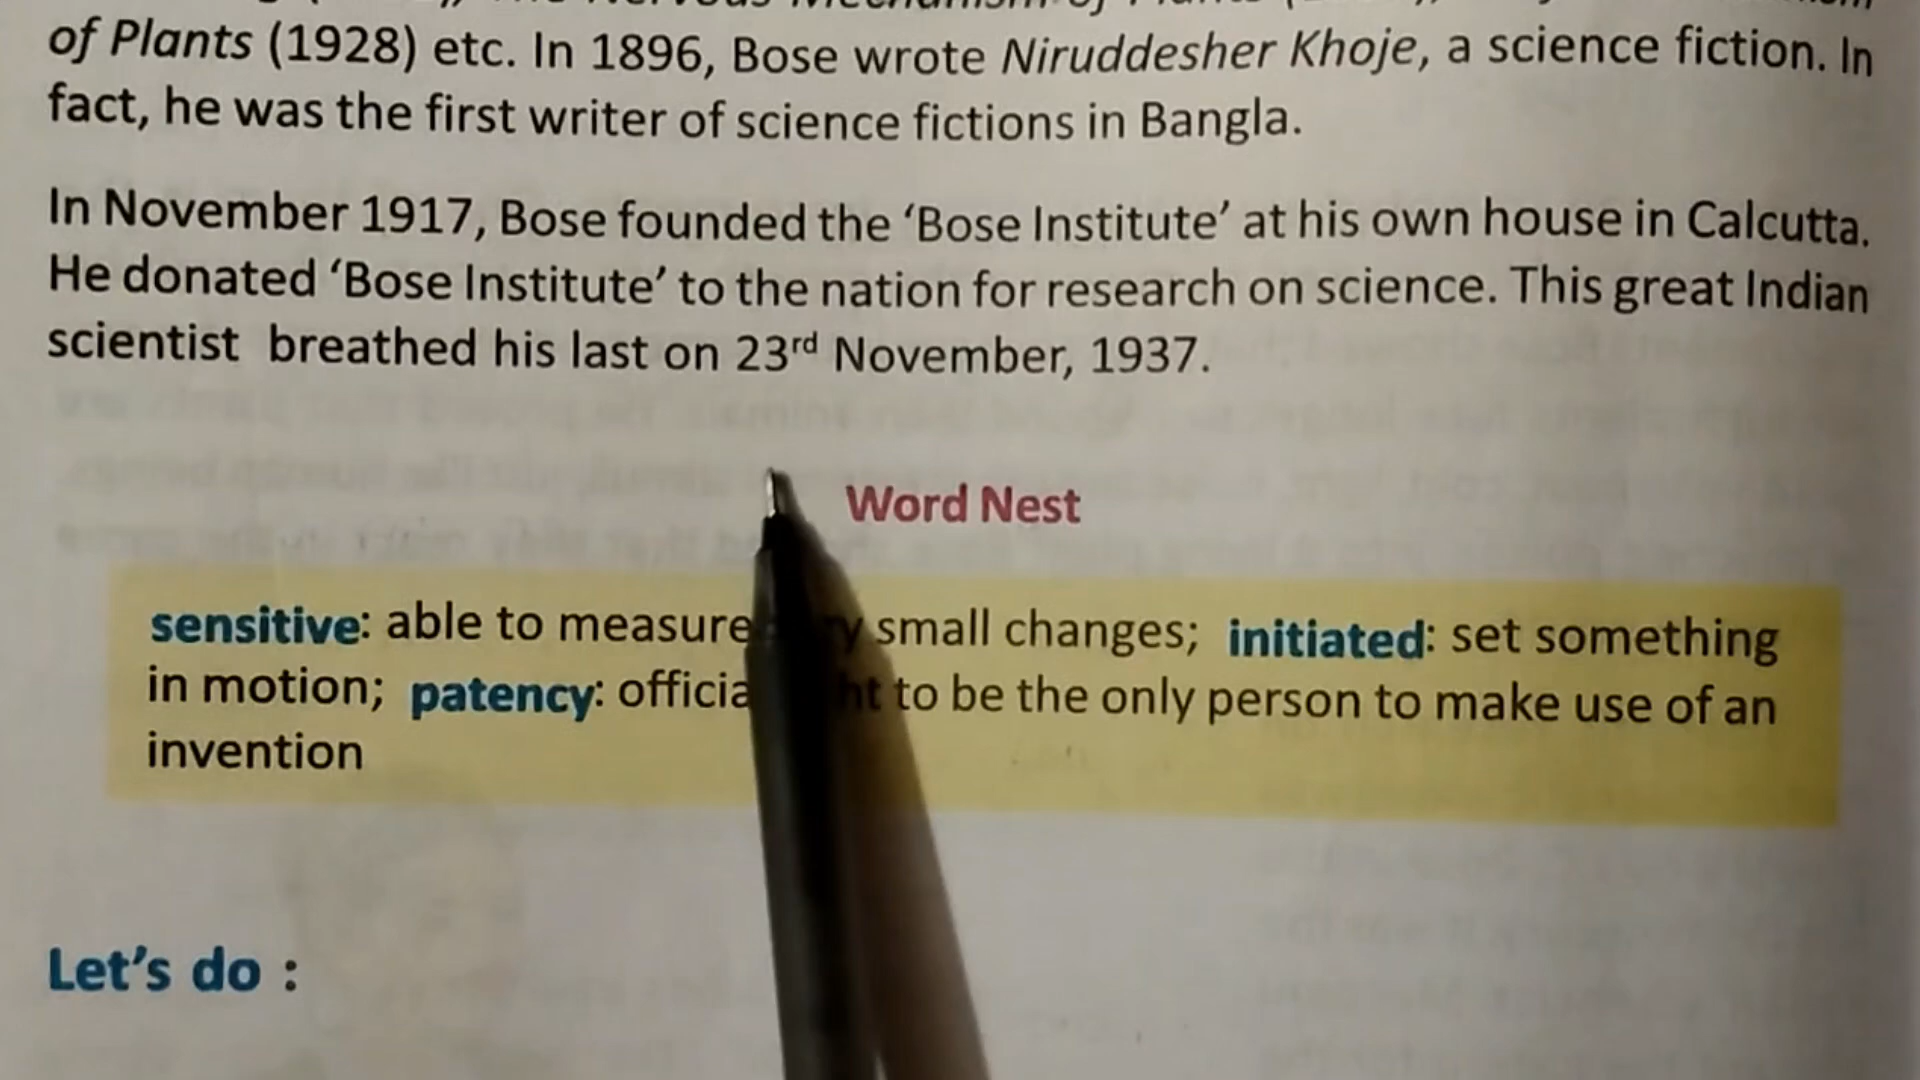 of Plants (1928) etc. In 1896, Bose wrote Niruddesher Khoje, a science fiction. In
fact, he was the first writer of science fictions in Bangla.
In November 1917, Bose founded the ‘Bose Institute’ at his own house in Calcutta.
He donated ‘Bose Institute’ to the nation for research on science. This great Indian
scientist breathed his last on 23rd November, 1937.
Word Nest
sensitive: able to measure small changes; initiated: set something
in motion; patency: to be the only person to make use of an
invention
Let’s do :